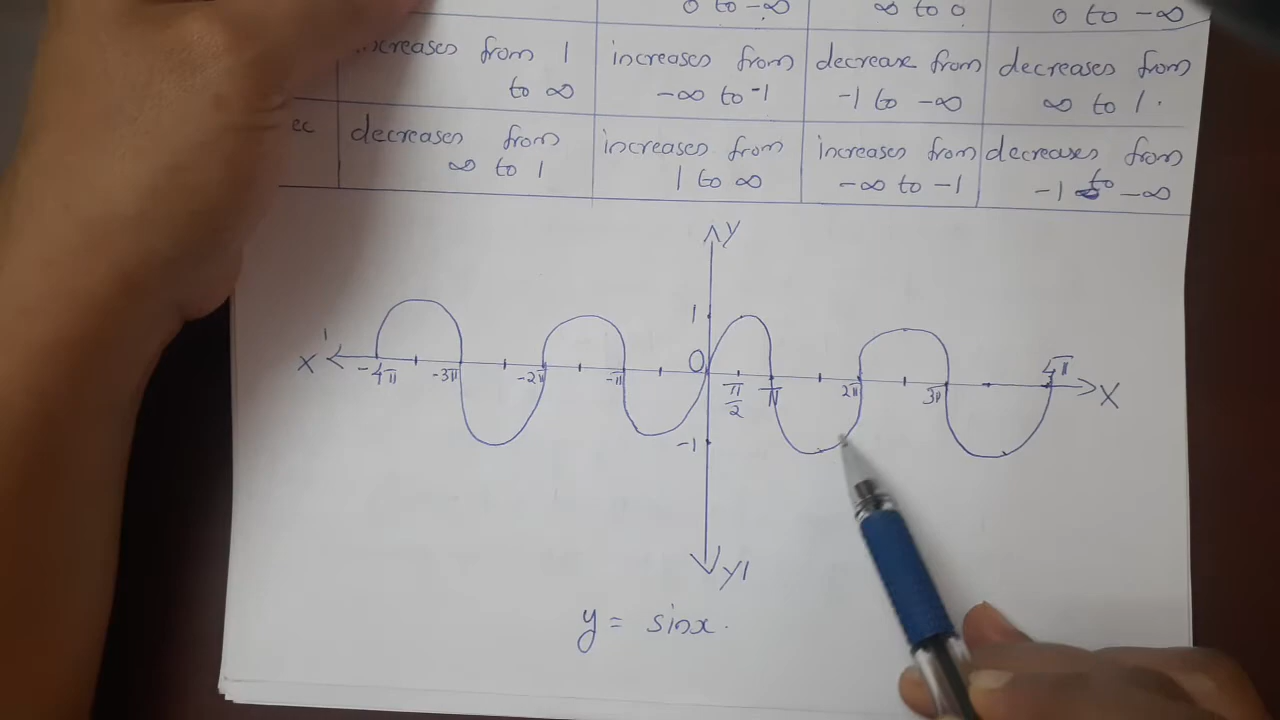 0 to -∞ ∞ to 0 0 to -∞
increases from 1 increases from decrease from decreases from
to ∞ -∞ to -1 -1 to -∞ ∞ to 1.
ec decreases from increases from increases from decreases from
∞ to 1 1 to ∞ -∞ to -1 -1 to -∞
Y
1
0
X' -4π -3π -2π -π π/2 π 2π 3π 4π X
-1
Y1
y = sinx.